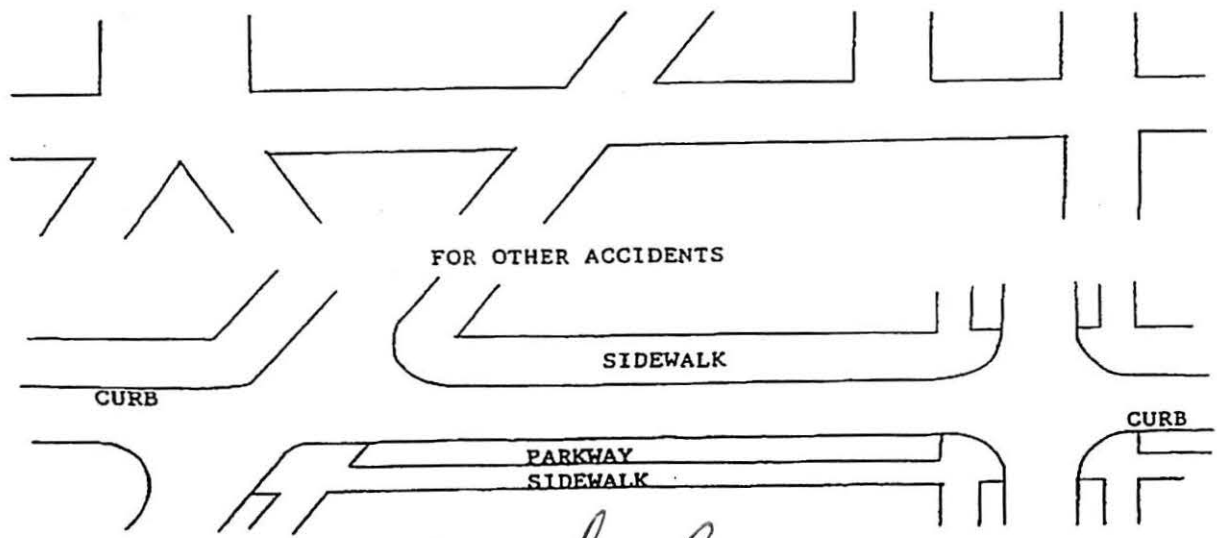 FOR OTHER ACCIDENTS
SIDEWALK
CURB
CURB
PARKWAY
SIDEWALK